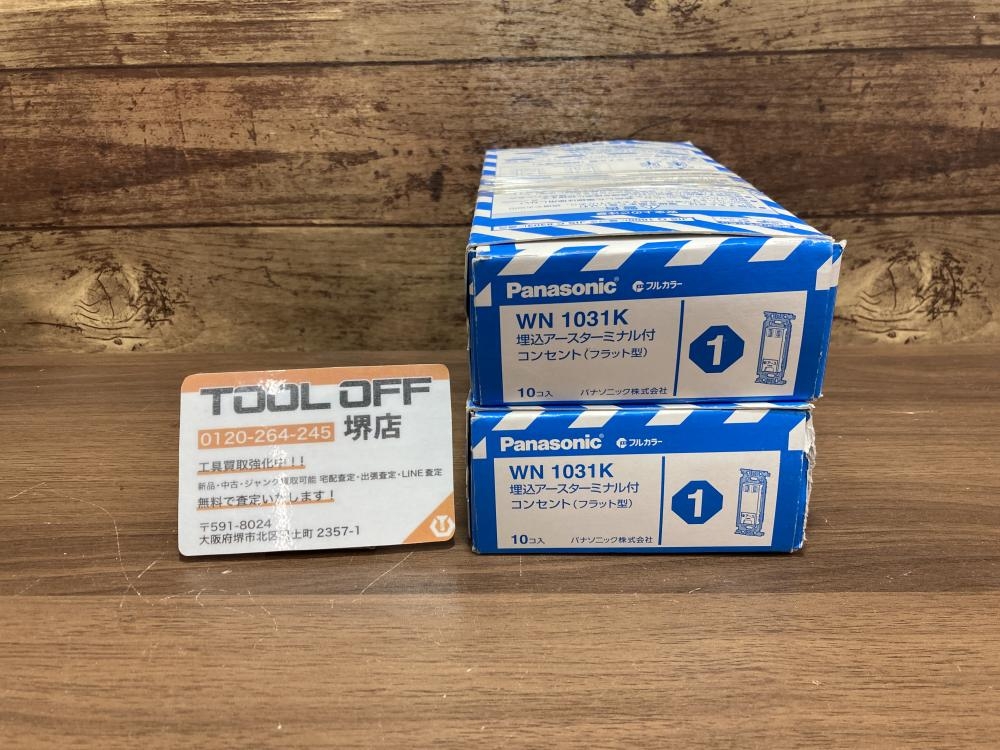 TOOL OFF
0120-264-245 堺店
工具買取強化中!!
新品・中古・ジャンク買取可能 宅配査定・出張査定・LINE査定
無料で査定いたします!
〒591-8024
大阪府堺市北区黒土町 2357-1
Panasonic フルカラー
WN 1031K
埋込アースターミナル付
コンセント(フラット型)
1
10コ入 パナソニック株式会社
Panasonic フルカラー
WN 1031K
埋込アースターミナル付
コンセント(フラット型)
1
10コ入 パナソニック株式会社